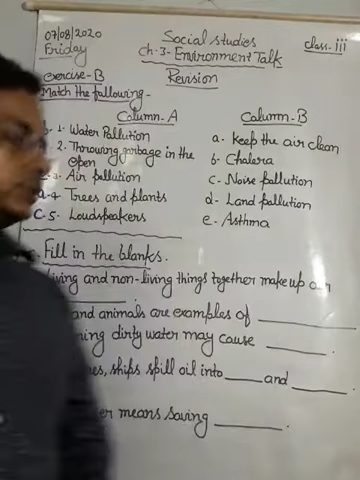 07/08/2020
Friday
Social studies
Ch-3- Environment Talk
class- iii
Revision
exercise-B
Match the following-
Column-A
Column-B
b- 1- Water Pollution
2- Throwing garbage in the open
3- Air pollution
a-4- Trees and plants
c-5- Loudspeakers
a- keep the air clean
b- Cholera
c- Noise pollution
d- Land pollution
e- Asthma
Fill in the blanks.
living and non-living things together make up a
and animals are examples of
dirty water may cause
ships spill oil into ____ and ____
means saving ____.